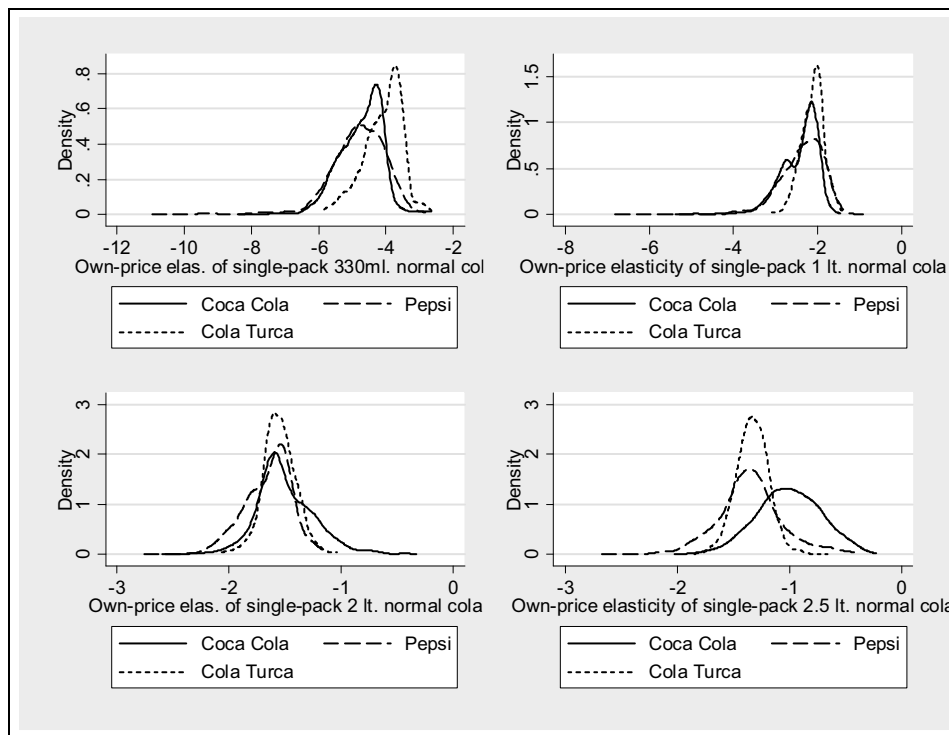 Density
0 .2 .4 .6 .8
-12 -10 -8 -6 -4 -2
Own-price elas. of single-pack 330ml. normal col
Coca Cola Pepsi
Cola Turca
Density
0 .5 1 1.5
-8 -6 -4 -2 0
Own-price elasticity of single-pack 1 lt. normal cola
Coca Cola Pepsi
Cola Turca
Density
0 1 2 3
-3 -2 -1 0
Own-price elas. of single-pack 2 lt. normal cola
Coca Cola Pepsi
Cola Turca
Density
0 1 2 3
-3 -2 -1 0
Own-price elasticity of single-pack 2.5 lt. normal cola
Coca Cola Pepsi
Cola Turca